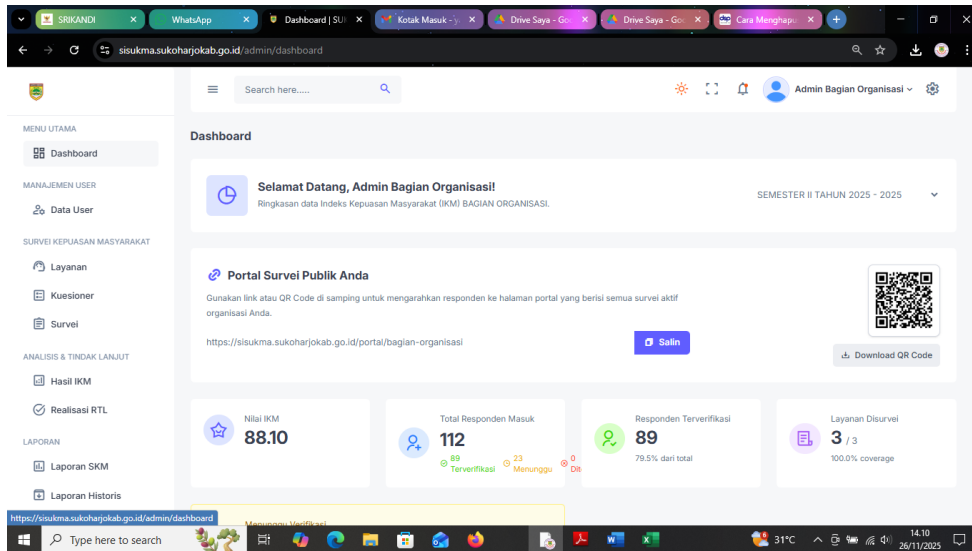 SRIKANDI
WhatsApp
Dashboard | SU
Kotak Masuk -
Drive Saya - Go
Drive Saya - Go
Cara Menghapu
sisukma.sukoharjokab.go.id/admin/dashboard
Search here.....
Admin Bagian Organisasi
MENU UTAMA
Dashboard
MANAJEMEN USER
Data User
SURVEI KEPUASAN MASYARAKAT
Layanan
Kuesioner
Survei
ANALISIS & TINDAK LANJUT
Hasil IKM
Realisasi RTL
LAPORAN
Laporan SKM
Laporan Historis
Dashboard
Selamat Datang, Admin Bagian Organisasi!
Ringkasan data Indeks Kepuasan Masyarakat (IKM) BAGIAN ORGANISASI.
SEMESTER II TAHUN 2025 - 2025
Portal Survei Publik Anda
Gunakan link atau QR Code di samping untuk mengarahkan responden ke halaman portal yang berisi semua survei aktif
organisasi Anda.
https://sisukma.sukoharjokab.go.id/portal/bagian-organisasi
Salin
Download QR Code
Nilai IKM
88.10
Total Responden Masuk
112
89 Terverifikasi
23 Menunggu
0 Dit
Responden Terverifikasi
89
79.5% dari total
Layanan Disurvei
3 / 3
100.0% coverage
Menunggu Verifikasi
https://sisukma.sukoharjokab.go.id/admin/dashboard
Type here to search
31°C
14.10
26/11/2025